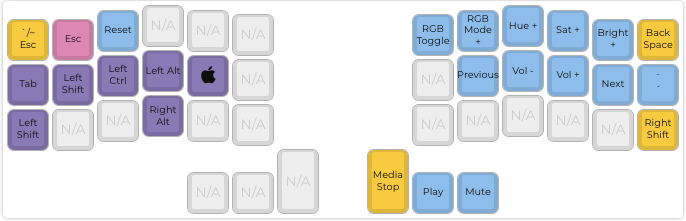 `/~
Esc
Esc
Reset
N/A
N/A
N/A
RGB
Toggle
RGB
Mode
+
Hue +
Sat +
Bright
+
Back
Space
Tab
Left
Shift
Left
Ctrl
Left Alt
N/A
N/A
Previous
Vol -
Vol +
Next
Left
Shift
N/A
N/A
Right
Alt
N/A
N/A
N/A
N/A
N/A
N/A
N/A
Right
Shift
N/A
N/A
N/A
Media
Stop
Play
Mute